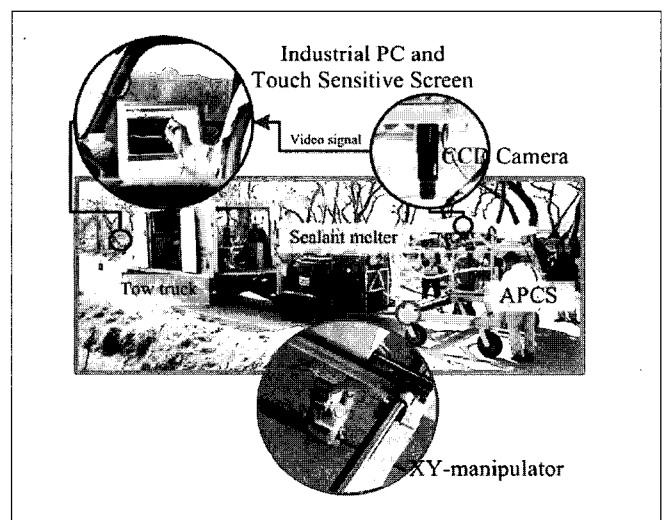 Industrial PC and
Touch Sensitive Screen
Video signal
CCD Camera
Sealant melter
Tow truck
APCS
XY-manipulator